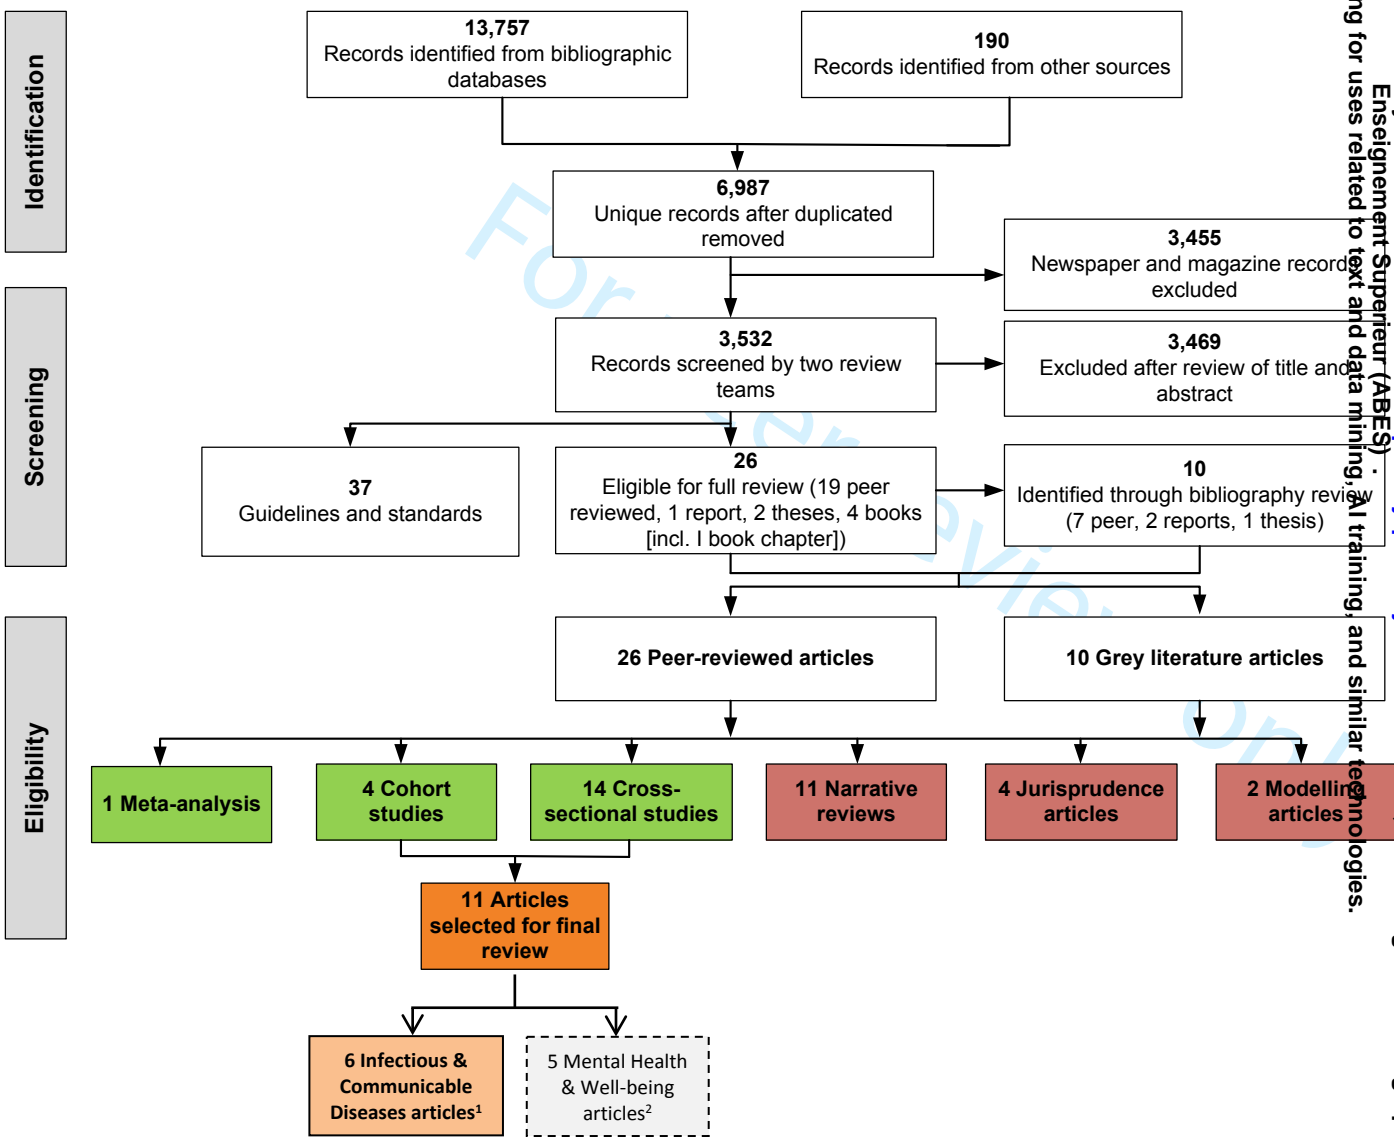 Identification
13,757
Records identified from bibliographic
databases
190
Records identified from other sources
6,987
Unique records after duplicated
removed
3,455
Newspaper and magazine records
excluded
Screening
3,532
Records screened by two review
teams
3,469
Excluded after review of title and
abstract
37
Guidelines and standards
26
Eligible for full review (19 peer
reviewed, 1 report, 2 theses, 4 books
[incl. I book chapter])
10
Identified through bibliography review
(7 peer, 2 reports, 1 thesis)
Eligibility
26 Peer-reviewed articles
10 Grey literature articles
1 Meta-analysis
4 Cohort
studies
14 Cross-
sectional studies
11 Narrative
reviews
4 Jurisprudence
articles
2 Modelling
articles
11 Articles
selected for final
review
6 Infectious &
Communicable
Diseases articles1
5 Mental Health
& Well-being
articles2
For peer review only
Enseignement Superieur (ABES) .
for uses related to text and data mining, AI training, and similar technologies.